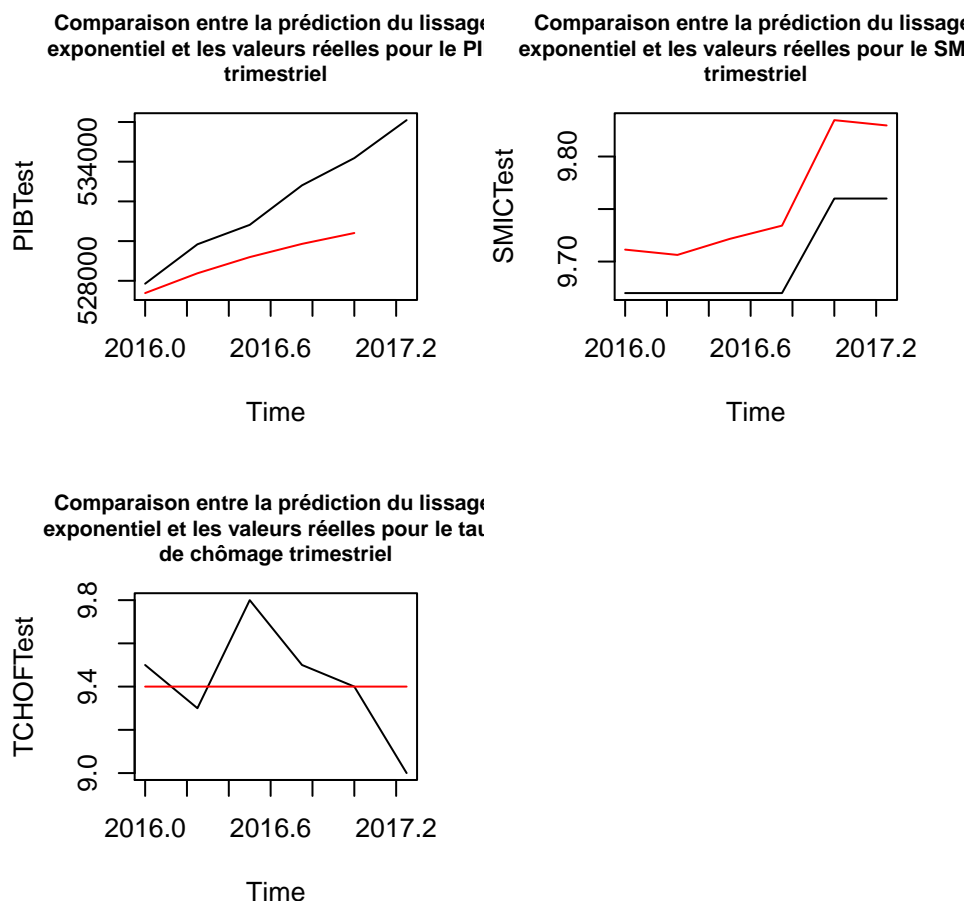 Comparaison entre la prédiction du lissage
exponentiel et les valeurs réelles pour le PI
trimestriel
PIBTest
534000
528000
2016.0 2016.6 2017.2
Time
Comparaison entre la prédiction du lissage
exponentiel et les valeurs réelles pour le SM
trimestriel
SMICTest
9.80
9.70
2016.0 2016.6 2017.2
Time
Comparaison entre la prédiction du lissage
exponentiel et les valeurs réelles pour le tau
de chômage trimestriel
TCHOFTest
9.8
9.4
9.0
2016.0 2016.6 2017.2
Time